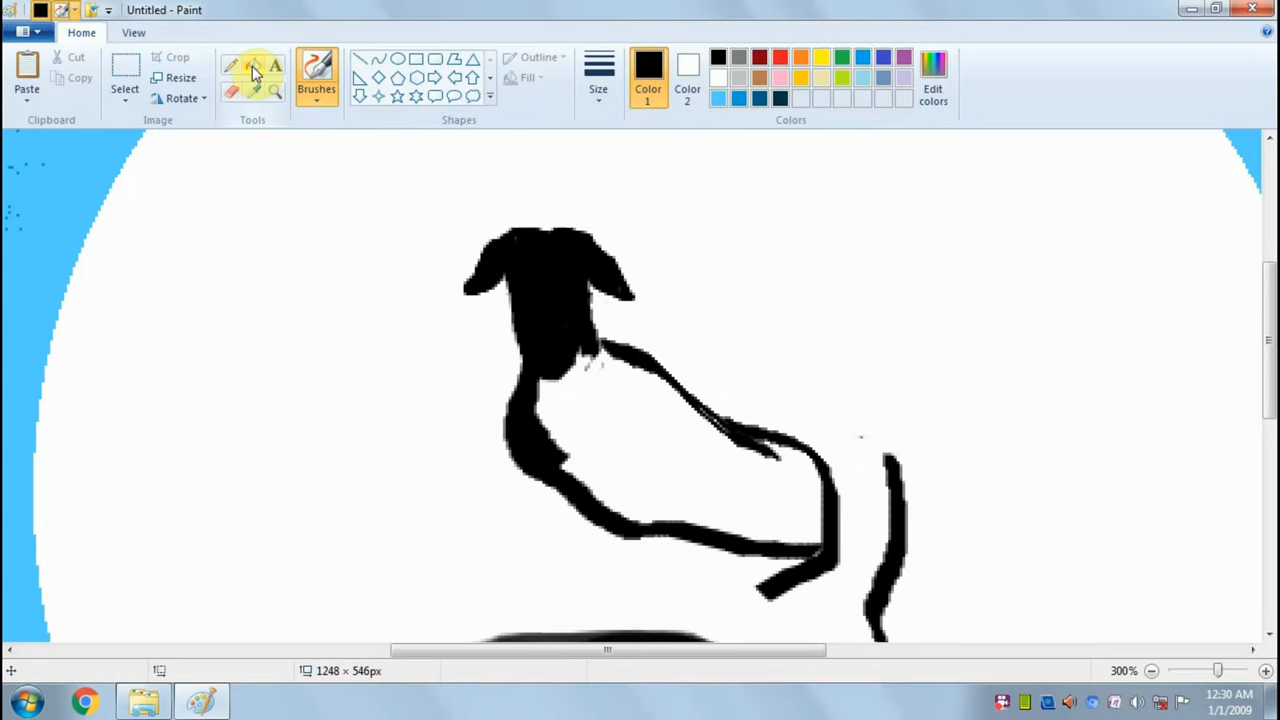 Untitled - Paint
Home View
Paste
Cut
Copy
Clipboard
Select
Crop
Resize
Rotate
Image
A
Tools
Brushes
Shapes
Outline
Fill
Size
Color 1
Color 2
Edit colors
Colors
1248 × 546px
300%
12:30 AM
1/1/2009